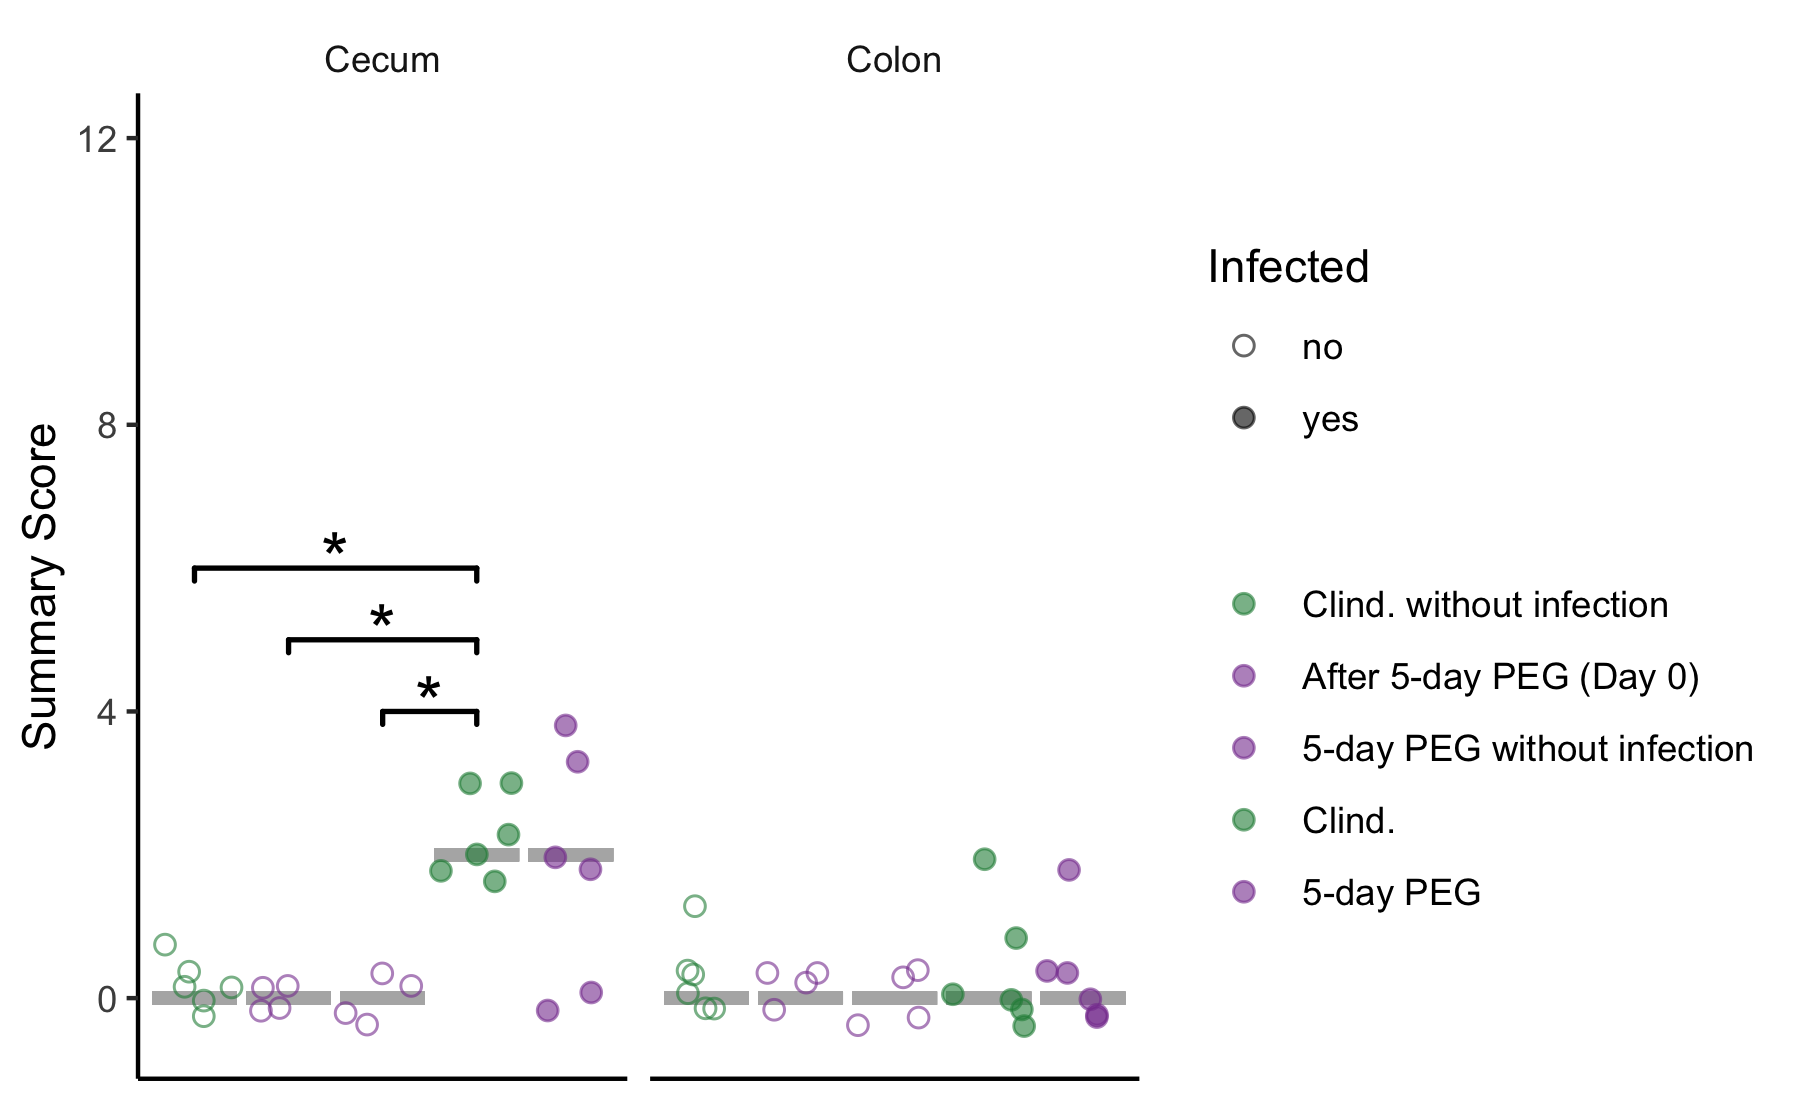 Cecum
Colon
12
8
4
0
Summary Score
*
*
*
Infected
no
yes
Clind. without infection
After 5-day PEG (Day 0)
5-day PEG without infection
Clind.
5-day PEG